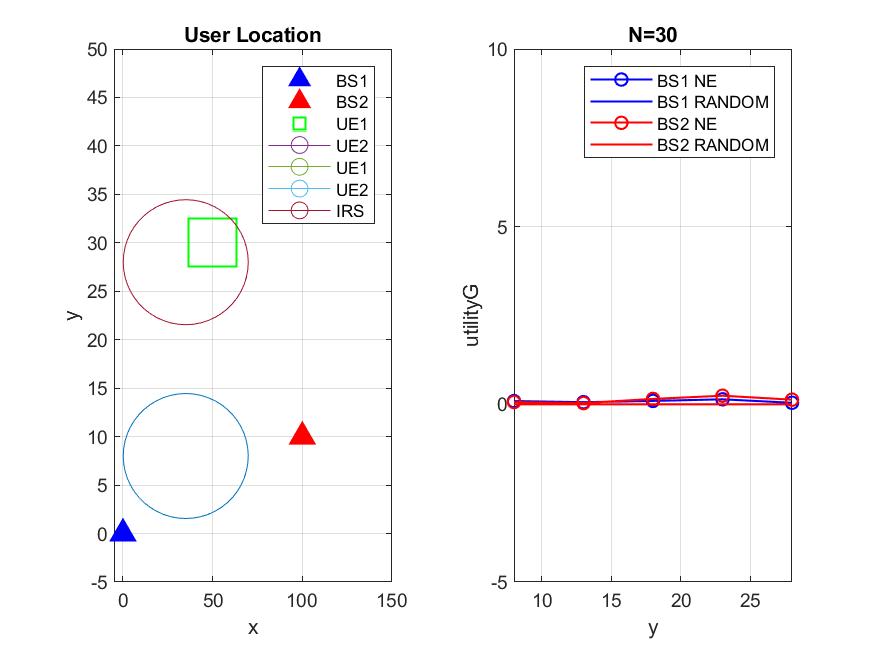 User Location
50
45
40
35
30
25
20
15
10
5
0
-5
y
BS1
BS2
UE1
UE2
UE1
UE2
IRS
0
50
100
150
x
N=30
10
5
0
-5
utilityG
BS1 NE
BS1 RANDOM
BS2 NE
BS2 RANDOM
10
15
20
25
y